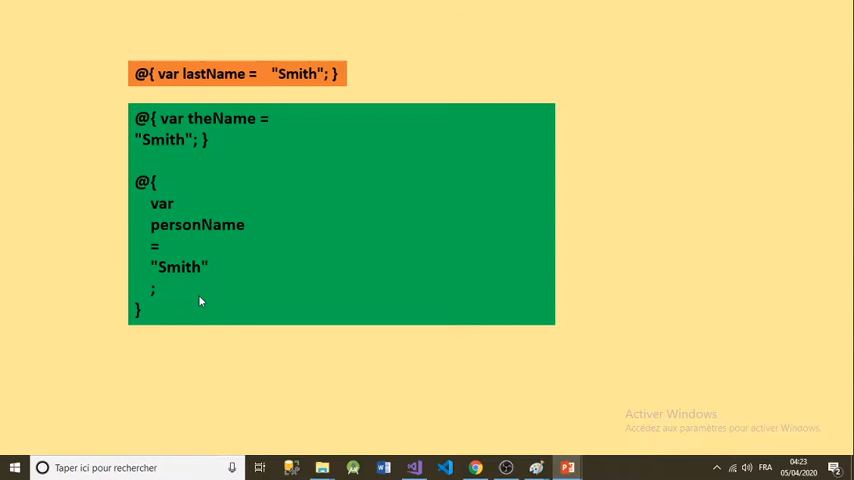 @{ var lastName = "Smith"; }
@{ var theName =
"Smith"; }
@{
var
personName
=
"Smith"
;
}
Activer Windows
Accédez aux paramètres pour activer Windows.
Taper ici pour rechercher
FRA
04:23
05/04/2020
2